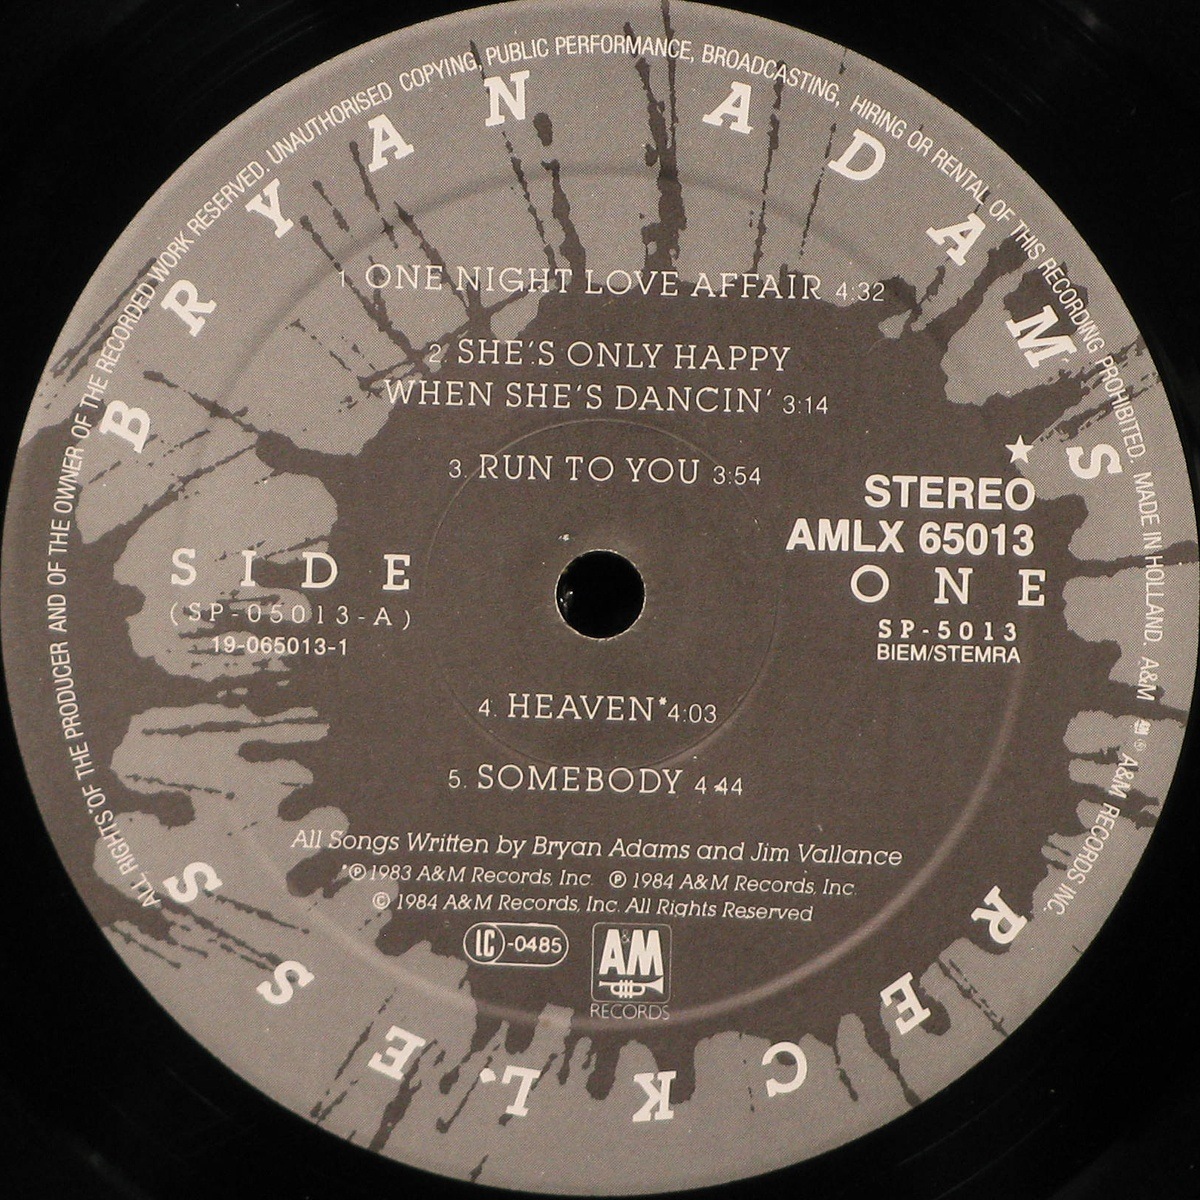 ALL RIGHTS OF THE PRODUCER AND OF THE OWNER OF THE RECORDED WORK RESERVED. UNAUTHORISED COPYING, PUBLIC PERFORMANCE, BROADCASTING, HIRING OR RENTAL OF THIS RECORDING PROHIBITED. MADE IN HOLLAND. A&M ® A&M RECORDS INC.
BRYAN ADAMS
1 ONE NIGHT LOVE AFFAIR 4:32
2. SHE'S ONLY HAPPY
WHEN SHE'S DANCIN' 3:14
3. RUN TO YOU 3:54
★
STEREO
AMLX 65013
SIDE ONE
(SP-05013-A)
19-065013-1
SP-5013
BIEM/STEMRA
4. HEAVEN* 4:03
5. SOMEBODY 4:44
All Songs Written by Bryan Adams and Jim Vallance
*℗ 1983 A&M Records, Inc. ℗ 1984 A&M Records, Inc.
© 1984 A&M Records, Inc. All Rights Reserved
LC-0485
A&M
RECORDS
RECKLESS